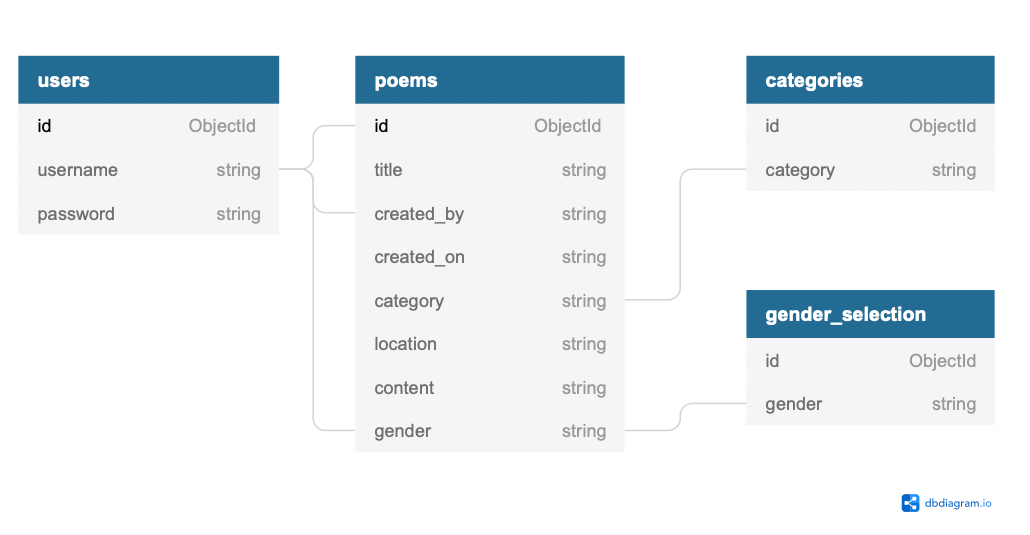 users
id ObjectId
username string
password string
poems
id ObjectId
title string
created_by string
created_on string
category string
location string
content string
gender string
categories
id ObjectId
category string
gender_selection
id ObjectId
gender string
dbdiagram.io